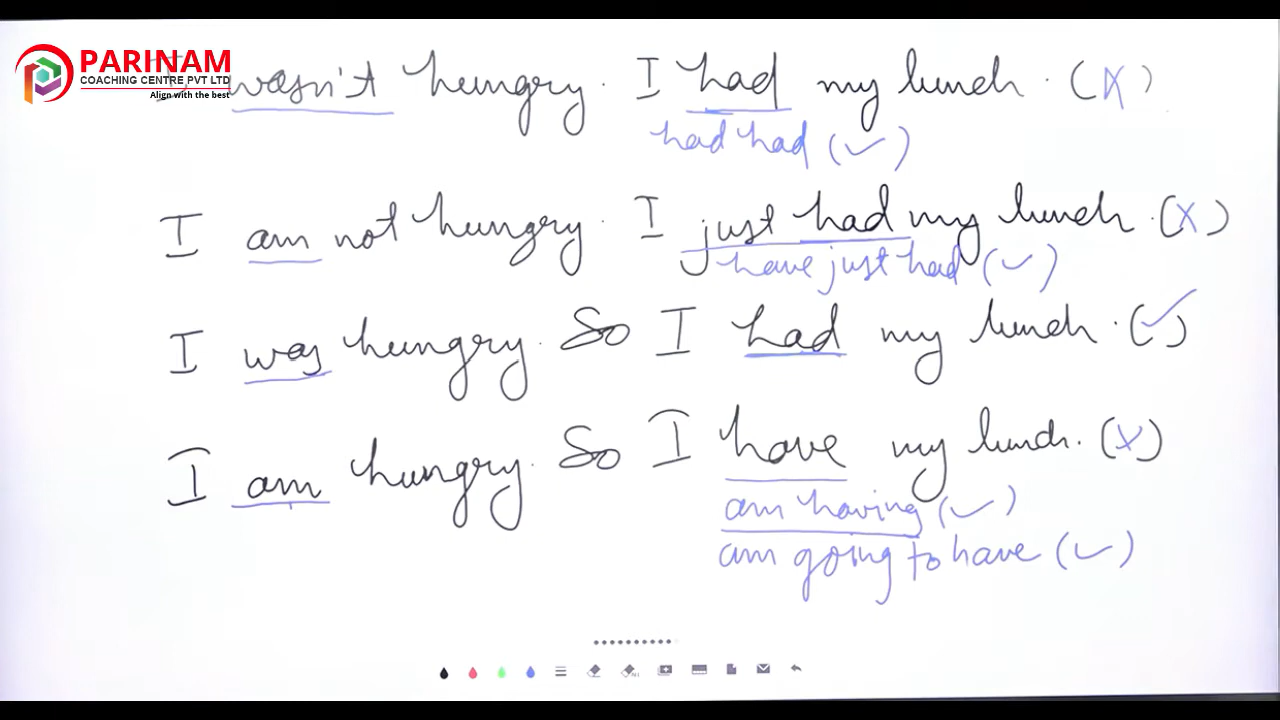 PARINAM
COACHING CENTRE PVT LTD
Align with the best
I wasn't hungry. I had my lunch. (X)
had had (✓)
I am not hungry. I just had my lunch. (X)
have just had (✓)
I was hungry. So I had my lunch. (✓)
I am hungry. So I have my lunch. (X)
am having (✓)
am going to have (✓)